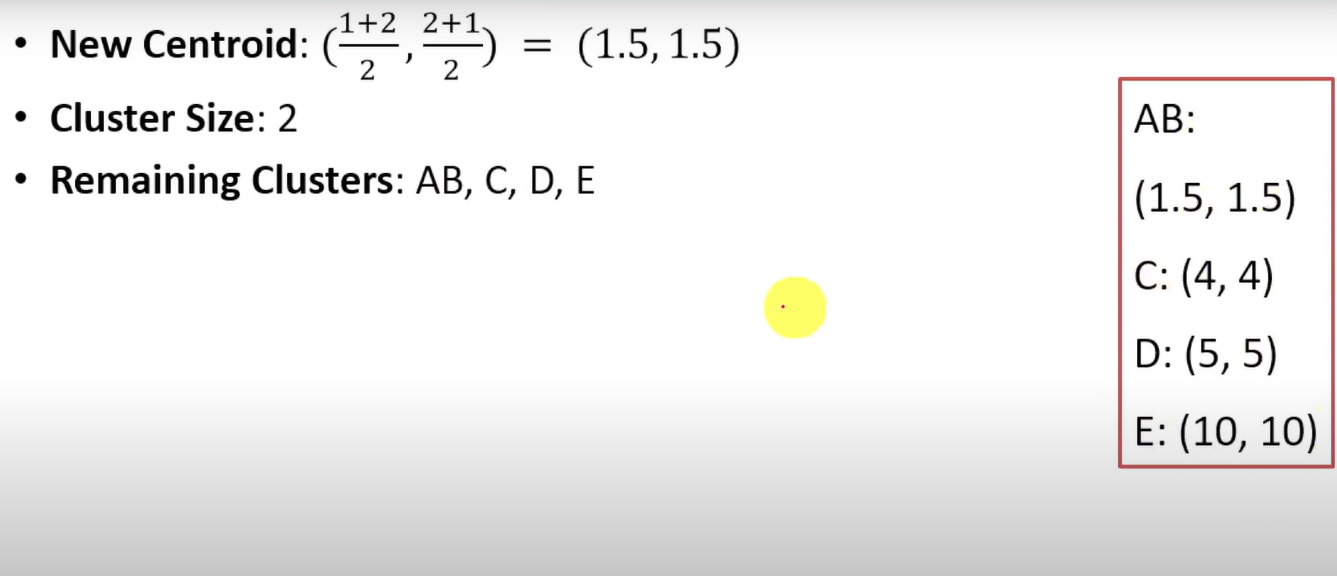 • New Centroid: (1+2/2, 2+1/2) = (1.5, 1.5)
• Cluster Size: 2
• Remaining Clusters: AB, C, D, E
AB:
(1.5, 1.5)
C: (4, 4)
D: (5, 5)
E: (10, 10)